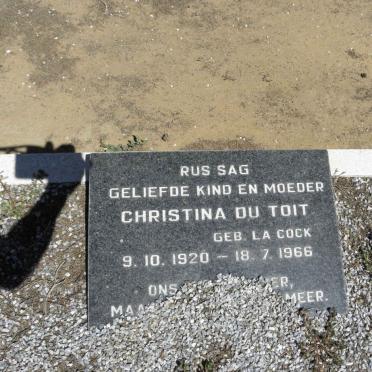 RUS SAG
GELIEFDE KIND EN MOEDER
CHRISTINA DU TOIT
GEB. LA COCK
9. 10. 1920 – 18. 7. 1966
ONS
MEER.